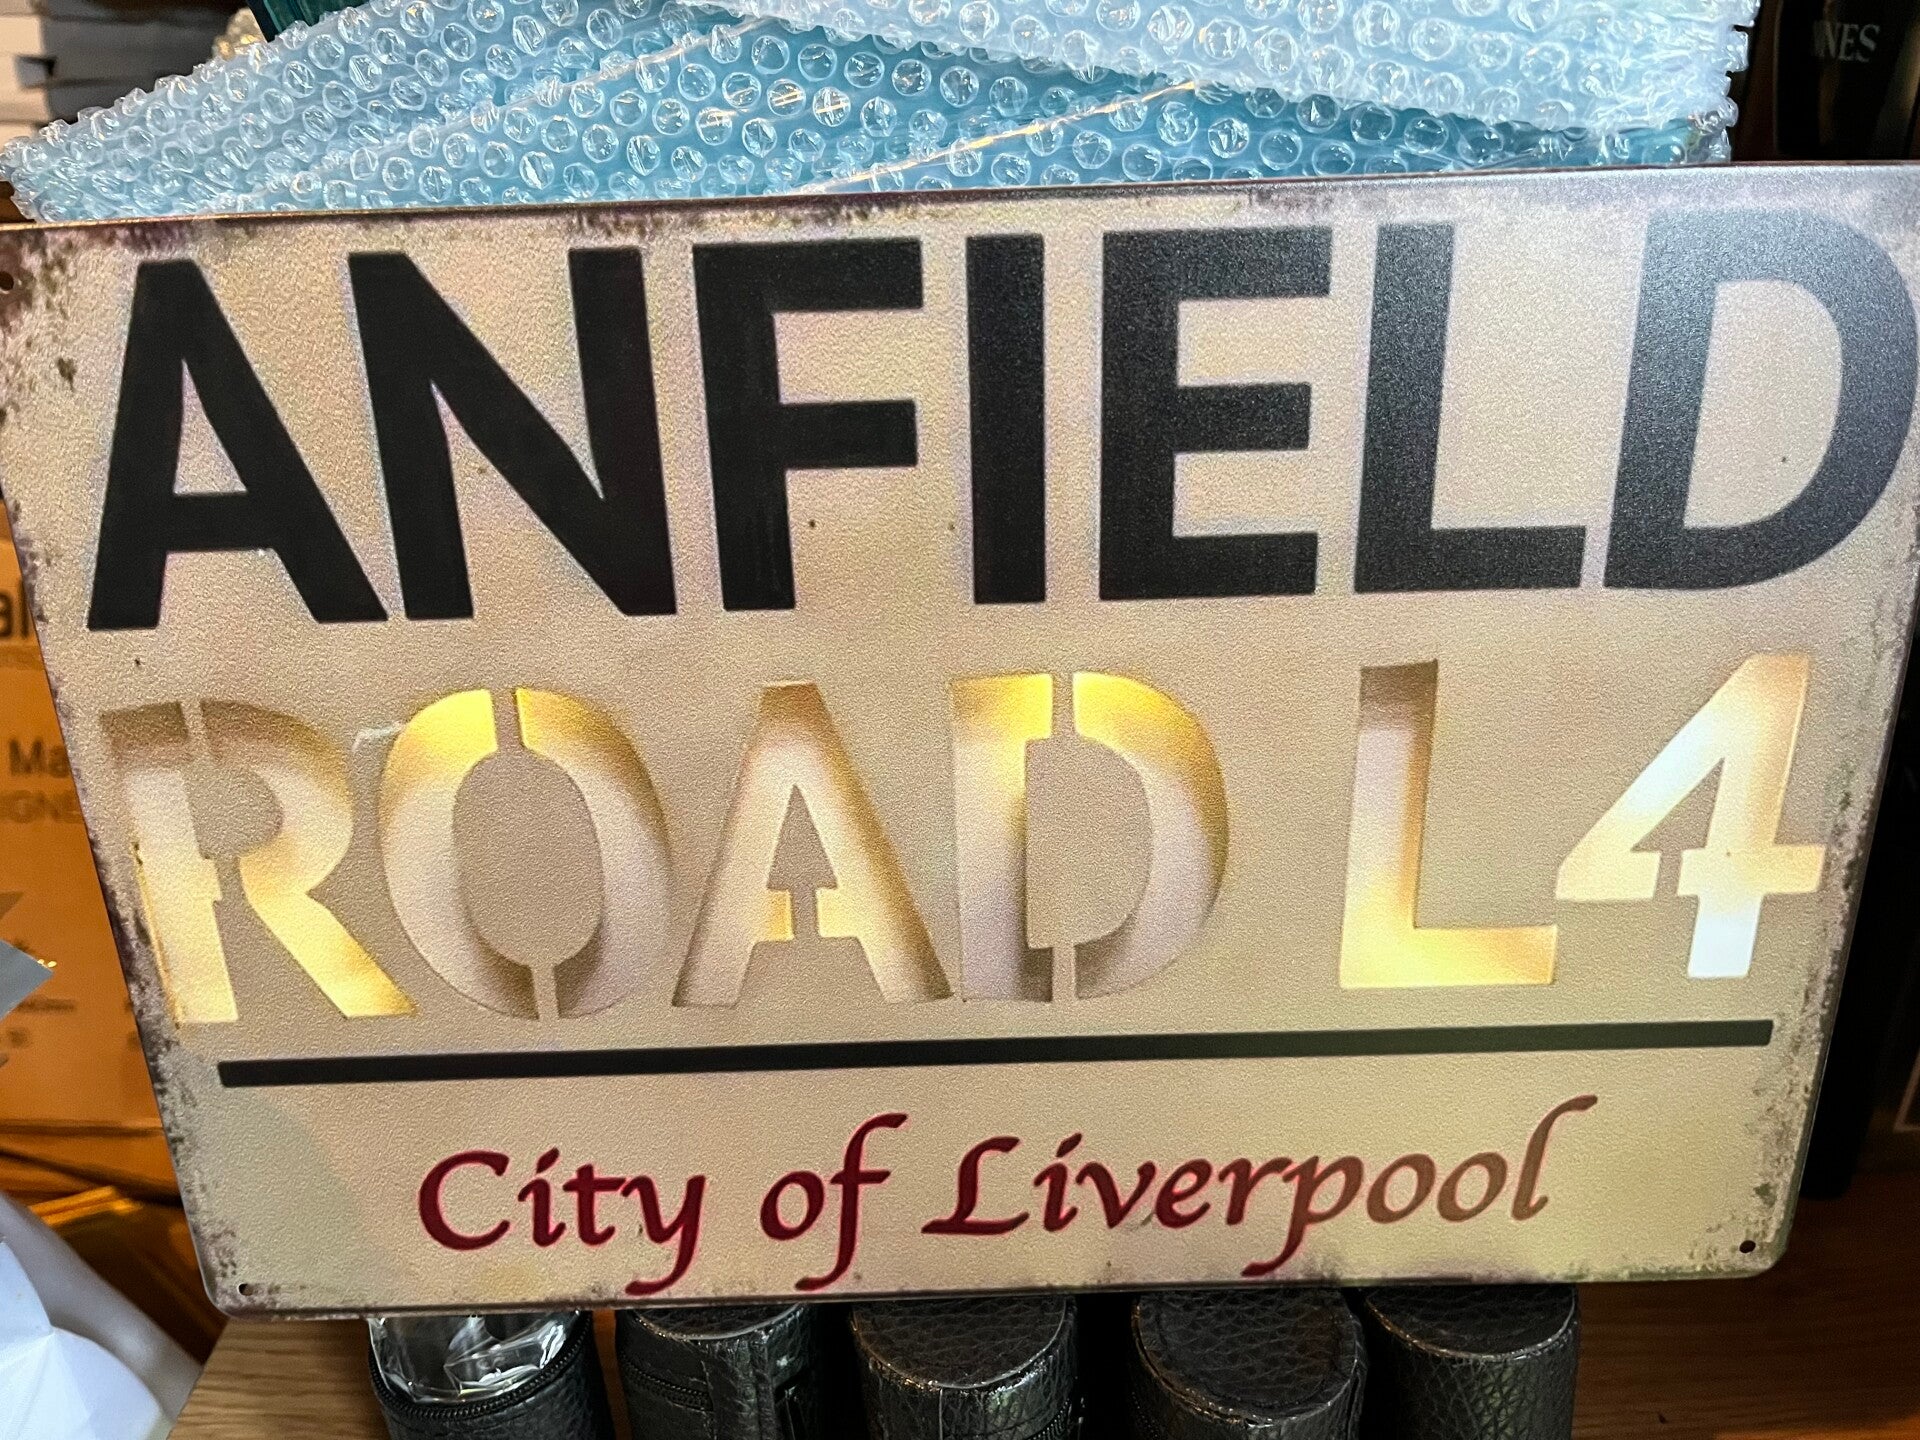 ANFIELD
ROAD L4
City of Liverpool